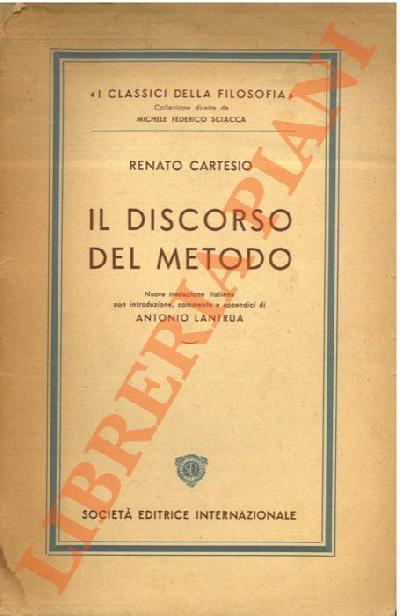 « I CLASSICI DELLA FILOSOFIA »
Collezione diretta da
MICHELE FEDERICO SCIACCA
RENATO CARTESIO
IL DISCORSO
DEL METODO
Nuova traduzione italiana
con introduzione, commento e appendici di
ANTONIO LANTRUA
SOCIETÀ EDITRICE INTERNAZIONALE
LIBRERIA PIANI